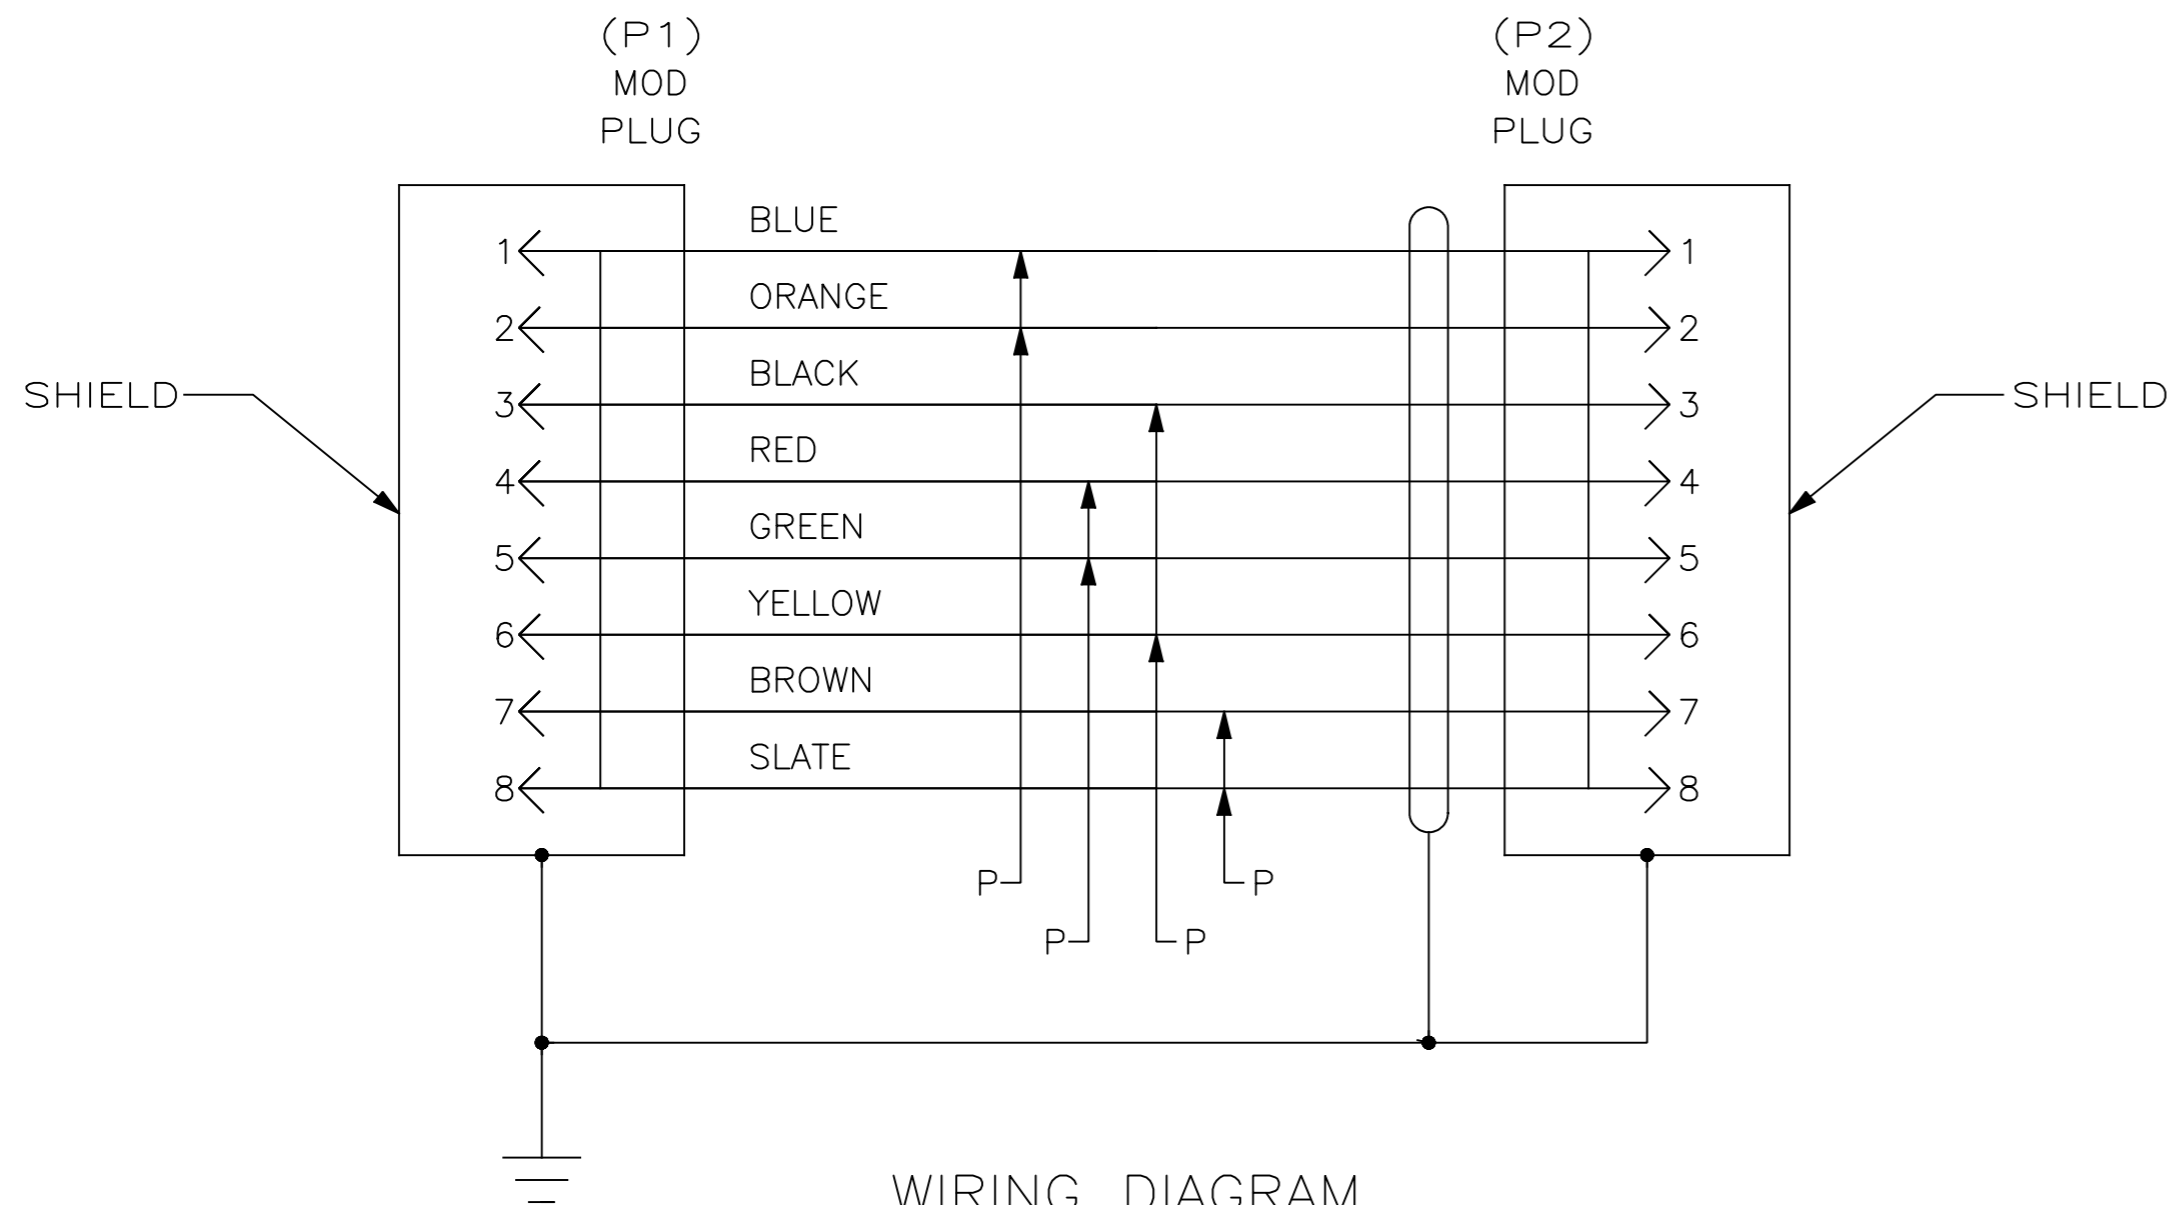 (P1)
MOD
PLUG
(P2)
MOD
PLUG
BLUE
1
1
ORANGE
2
2
BLACK
3
3
SHIELD
SHIELD
RED
4
4
GREEN
5
5
YELLOW
6
6
BROWN
7
7
SLATE
8
8
P
P
P
P
WIRING DIAGRAM